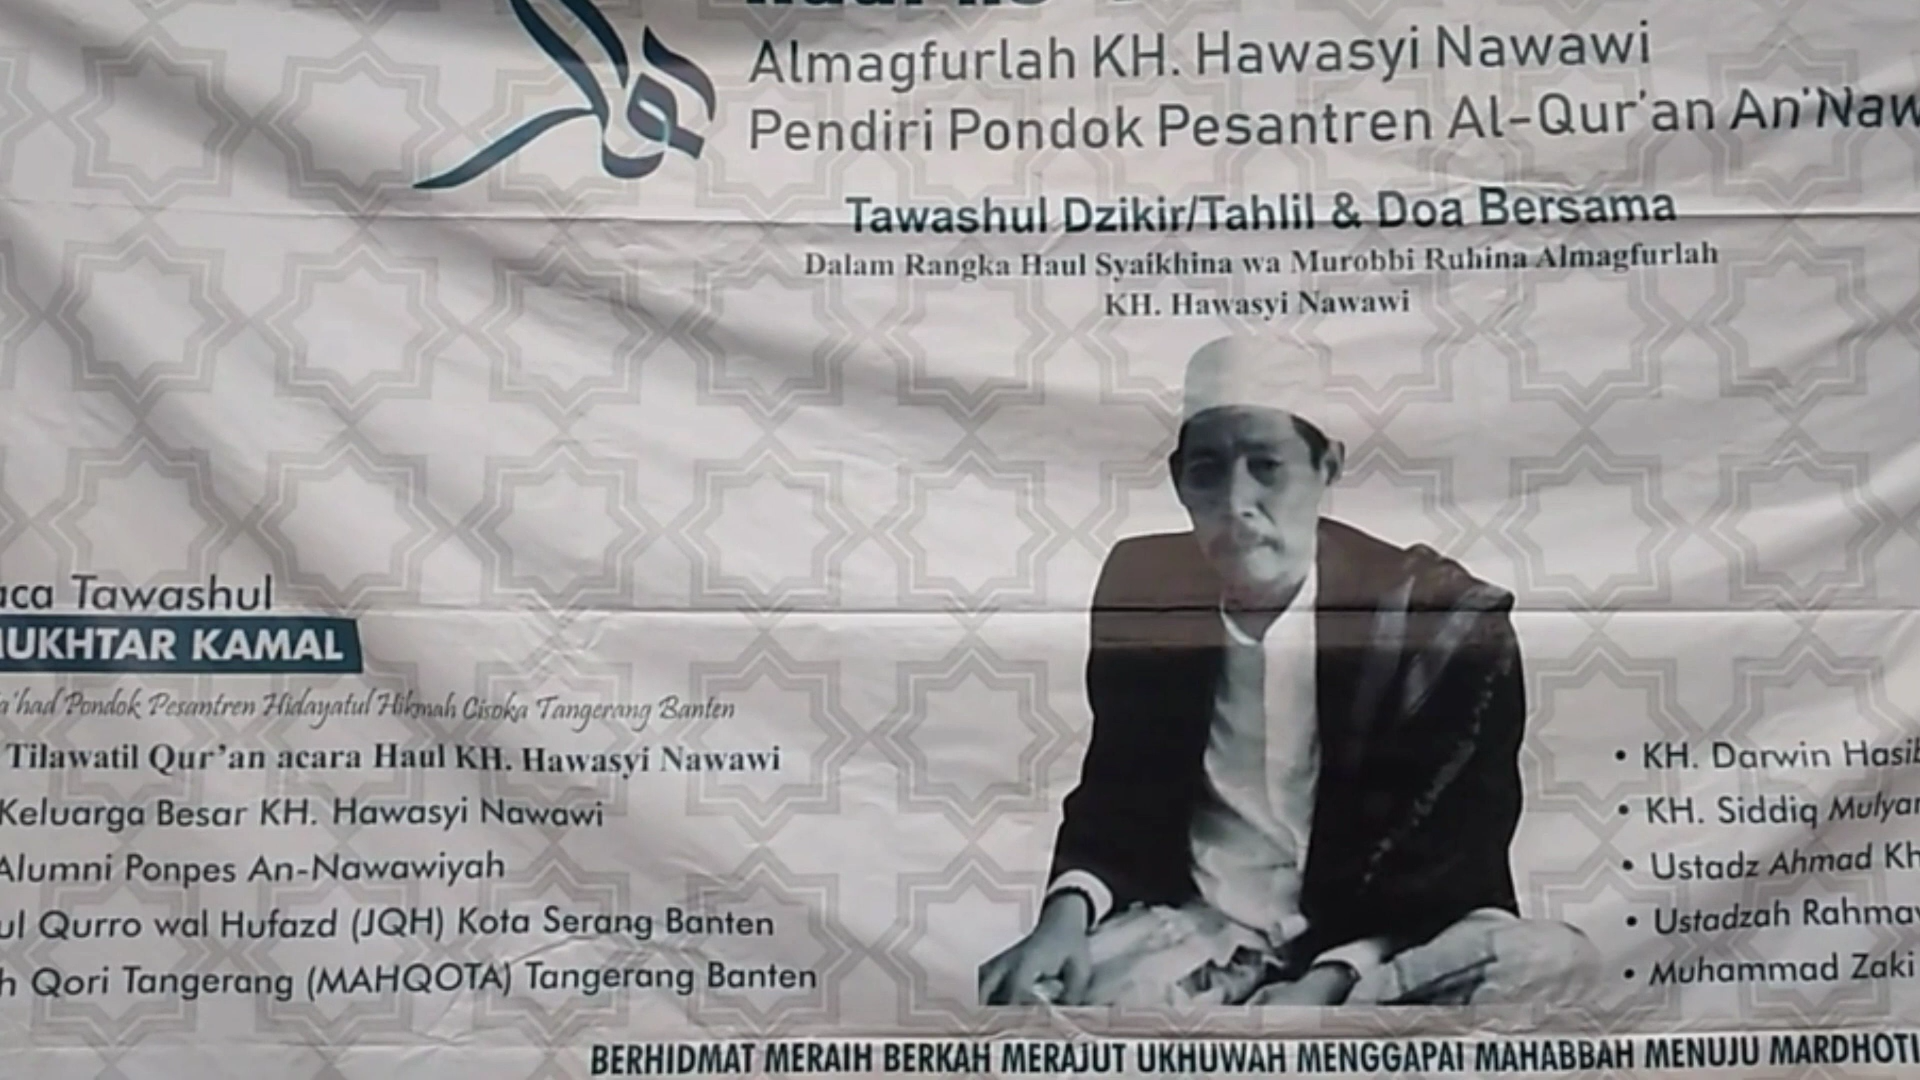 Almagfurlah KH. Hawasyi Nawawi
Pendiri Pondok Pesantren Al-Qur'an An'Naw
Tawashul Dzikir/Tahlil & Doa Bersama
Dalam Rangka Haul Syaikhina wa Murobbi Ruhina Almagfurlah
KH. Hawasyi Nawawi
aca Tawashul
MUKHTAR KAMAL
a'had Pondok Pesantren Hidayatul Hikmah Cisoka Tangerang Banten
Tilawatil Qur'an acara Haul KH. Hawasyi Nawawi
Keluarga Besar KH. Hawasyi Nawawi
Alumni Ponpes An-Nawawiyah
ul Qurro wal Hufazd (JQH) Kota Serang Banten
h Qori Tangerang (MAHQOTA) Tangerang Banten
• KH. Darwin Hasib
• KH. Siddiq Mulyan
• Ustadz Ahmad Kh
• Ustadzah Rahmaw
• Muhammad Zaki
BERHIDMAT MERAIH BERKAH MERAJUT UKHUWAH MENGGAPAI MAHABBAH MENUJU MARDHOTI